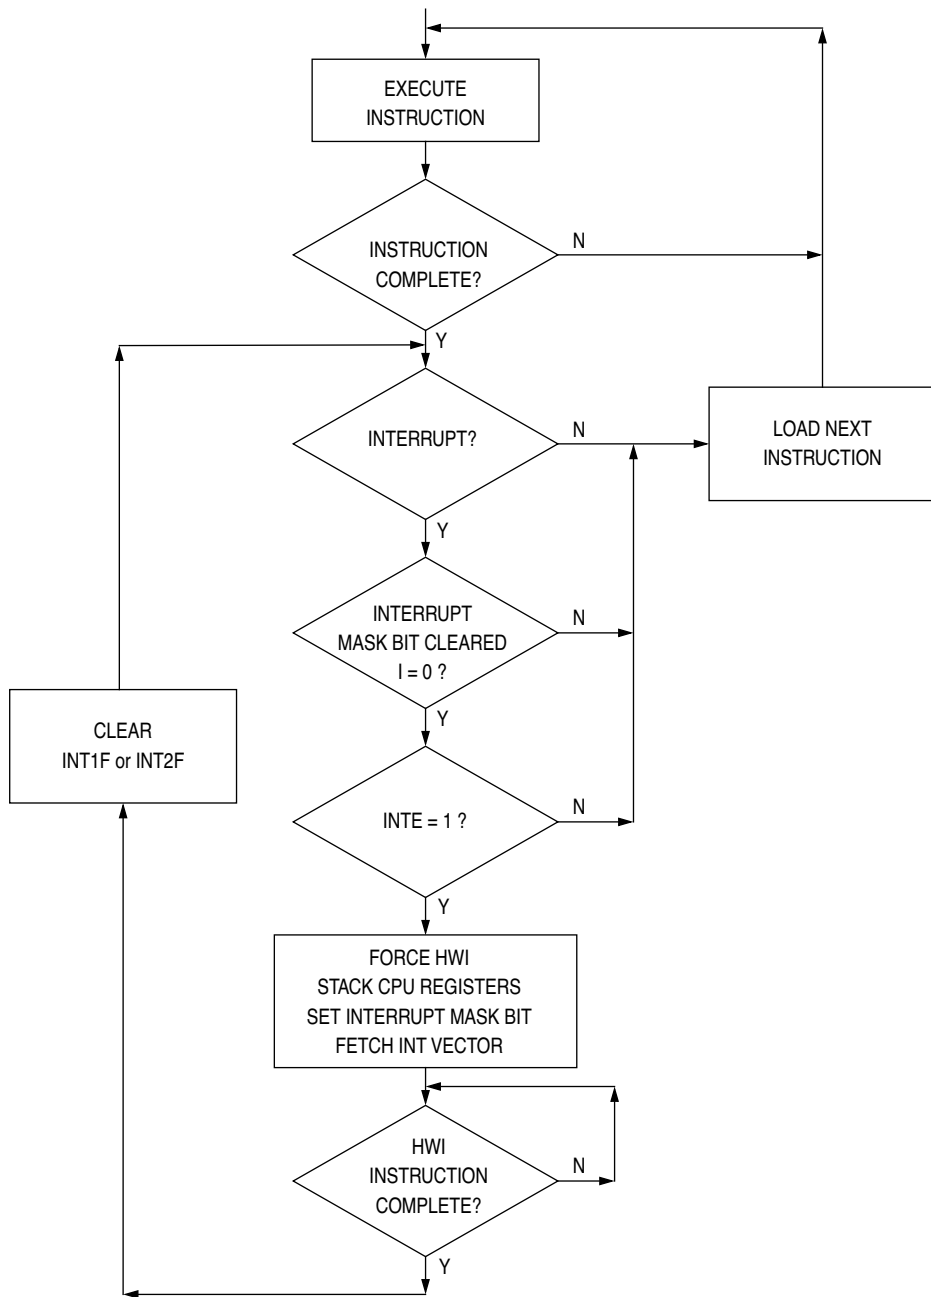 EXECUTE
INSTRUCTION
INSTRUCTION
COMPLETE?
N
Y
INTERRUPT?
N
LOAD NEXT
INSTRUCTION
Y
INTERRUPT
MASK BIT CLEARED
I = 0 ?
N
Y
CLEAR
INT1F or INT2F
INTE = 1 ?
N
Y
FORCE HWI
STACK CPU REGISTERS
SET INTERRUPT MASK BIT
FETCH INT VECTOR
HWI
INSTRUCTION
COMPLETE?
N
Y